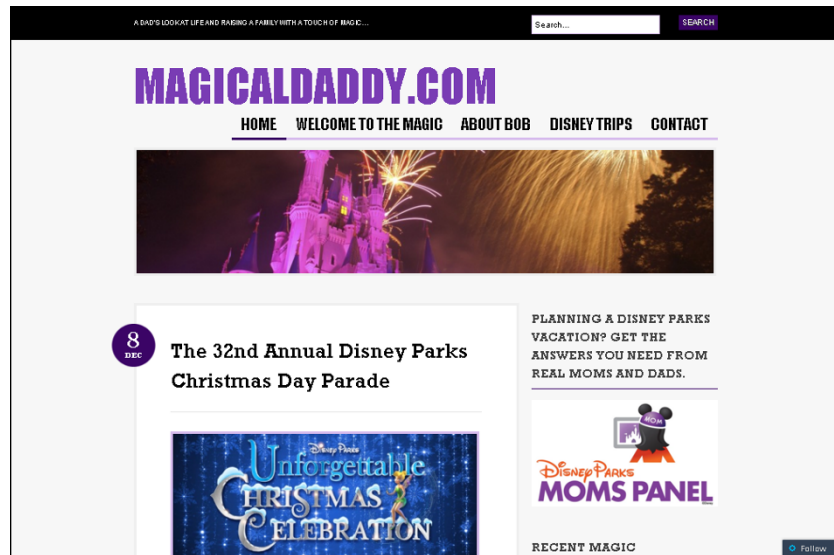 A DAD'S LOOK AT LIFE AND RAISING A FAMILY WITH A TOUCH OF MAGIC...
Search...
SEARCH
MAGICALDADDY.COM
HOME WELCOME TO THE MAGIC ABOUT BOB DISNEY TRIPS CONTACT
8
DEC
The 32nd Annual Disney Parks
Christmas Day Parade
Disney Parks
Unforgettable
CHRISTMAS
CELEBRATION
PLANNING A DISNEY PARKS
VACATION? GET THE
ANSWERS YOU NEED FROM
REAL MOMS AND DADS.
MOM
Disney Parks
MOMS PANEL
RECENT MAGIC
Follow